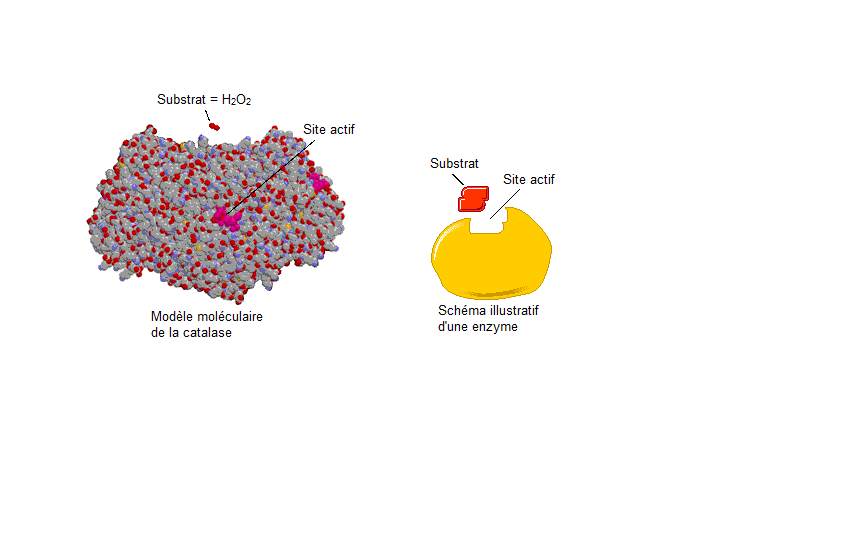 Substrat = H₂O₂
Site actif
Modèle moléculaire
de la catalase
Substrat
Site actif
Schéma illustratif
d'une enzyme